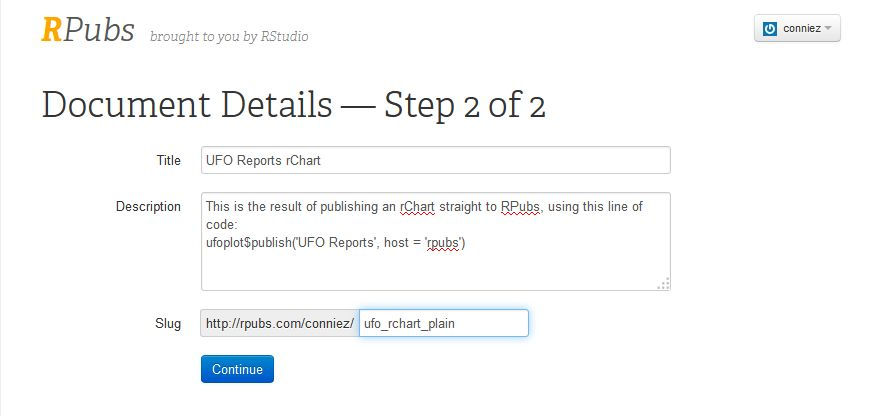 RPubs brought to you by RStudio
conniez
Document Details — Step 2 of 2
Title UFO Reports rChart
Description This is the result of publishing an rChart straight to RPubs, using this line of
code:
ufoplot$publish('UFO Reports', host = 'rpubs')
Slug http://rpubs.com/conniez/ ufo_rchart_plain
Continue